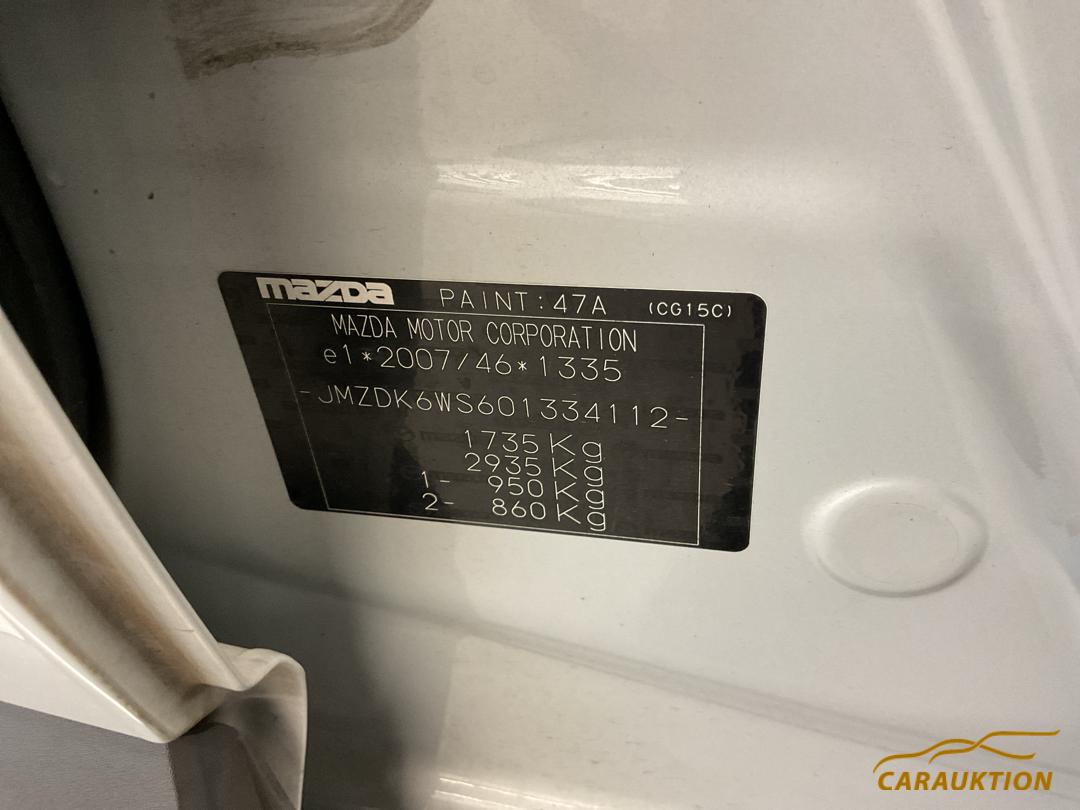 mazda PAINT:47A (CG15C)
MAZDA MOTOR CORPORATION
e1*2007/46*1335
-JMZDK6WS601334112-
1735Kg
2935Kg
1- 950Kg
2- 860Kg
CARAUKTION